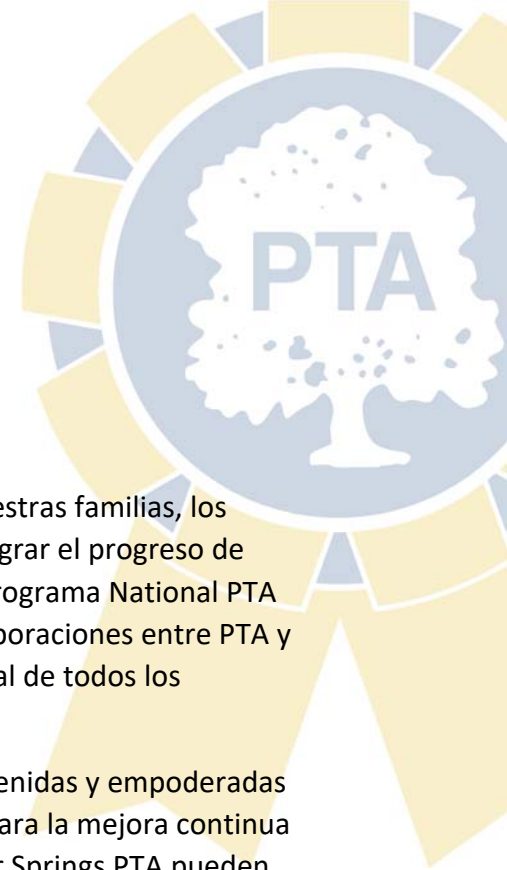 PTA
estras familias, los
grar el progreso de
rograma National PTA
boraciones entre PTA y
al de todos los
enidas y empoderadas
ara la mejora continua
r Springs PTA pueden